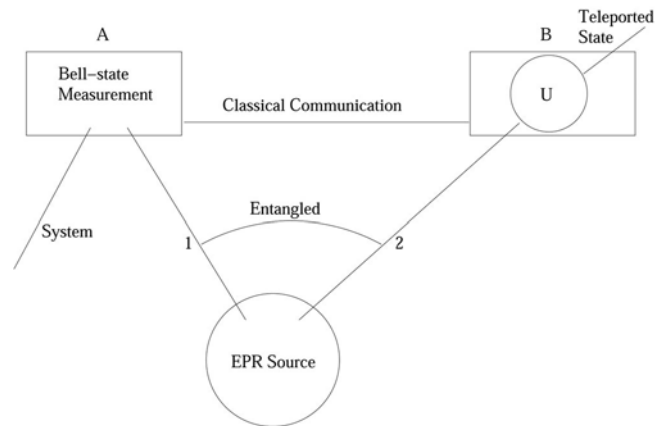 Teleported
State
A
B
Bell–state
Measurement
U
Classical Communication
Entangled
System
1
2
EPR Source